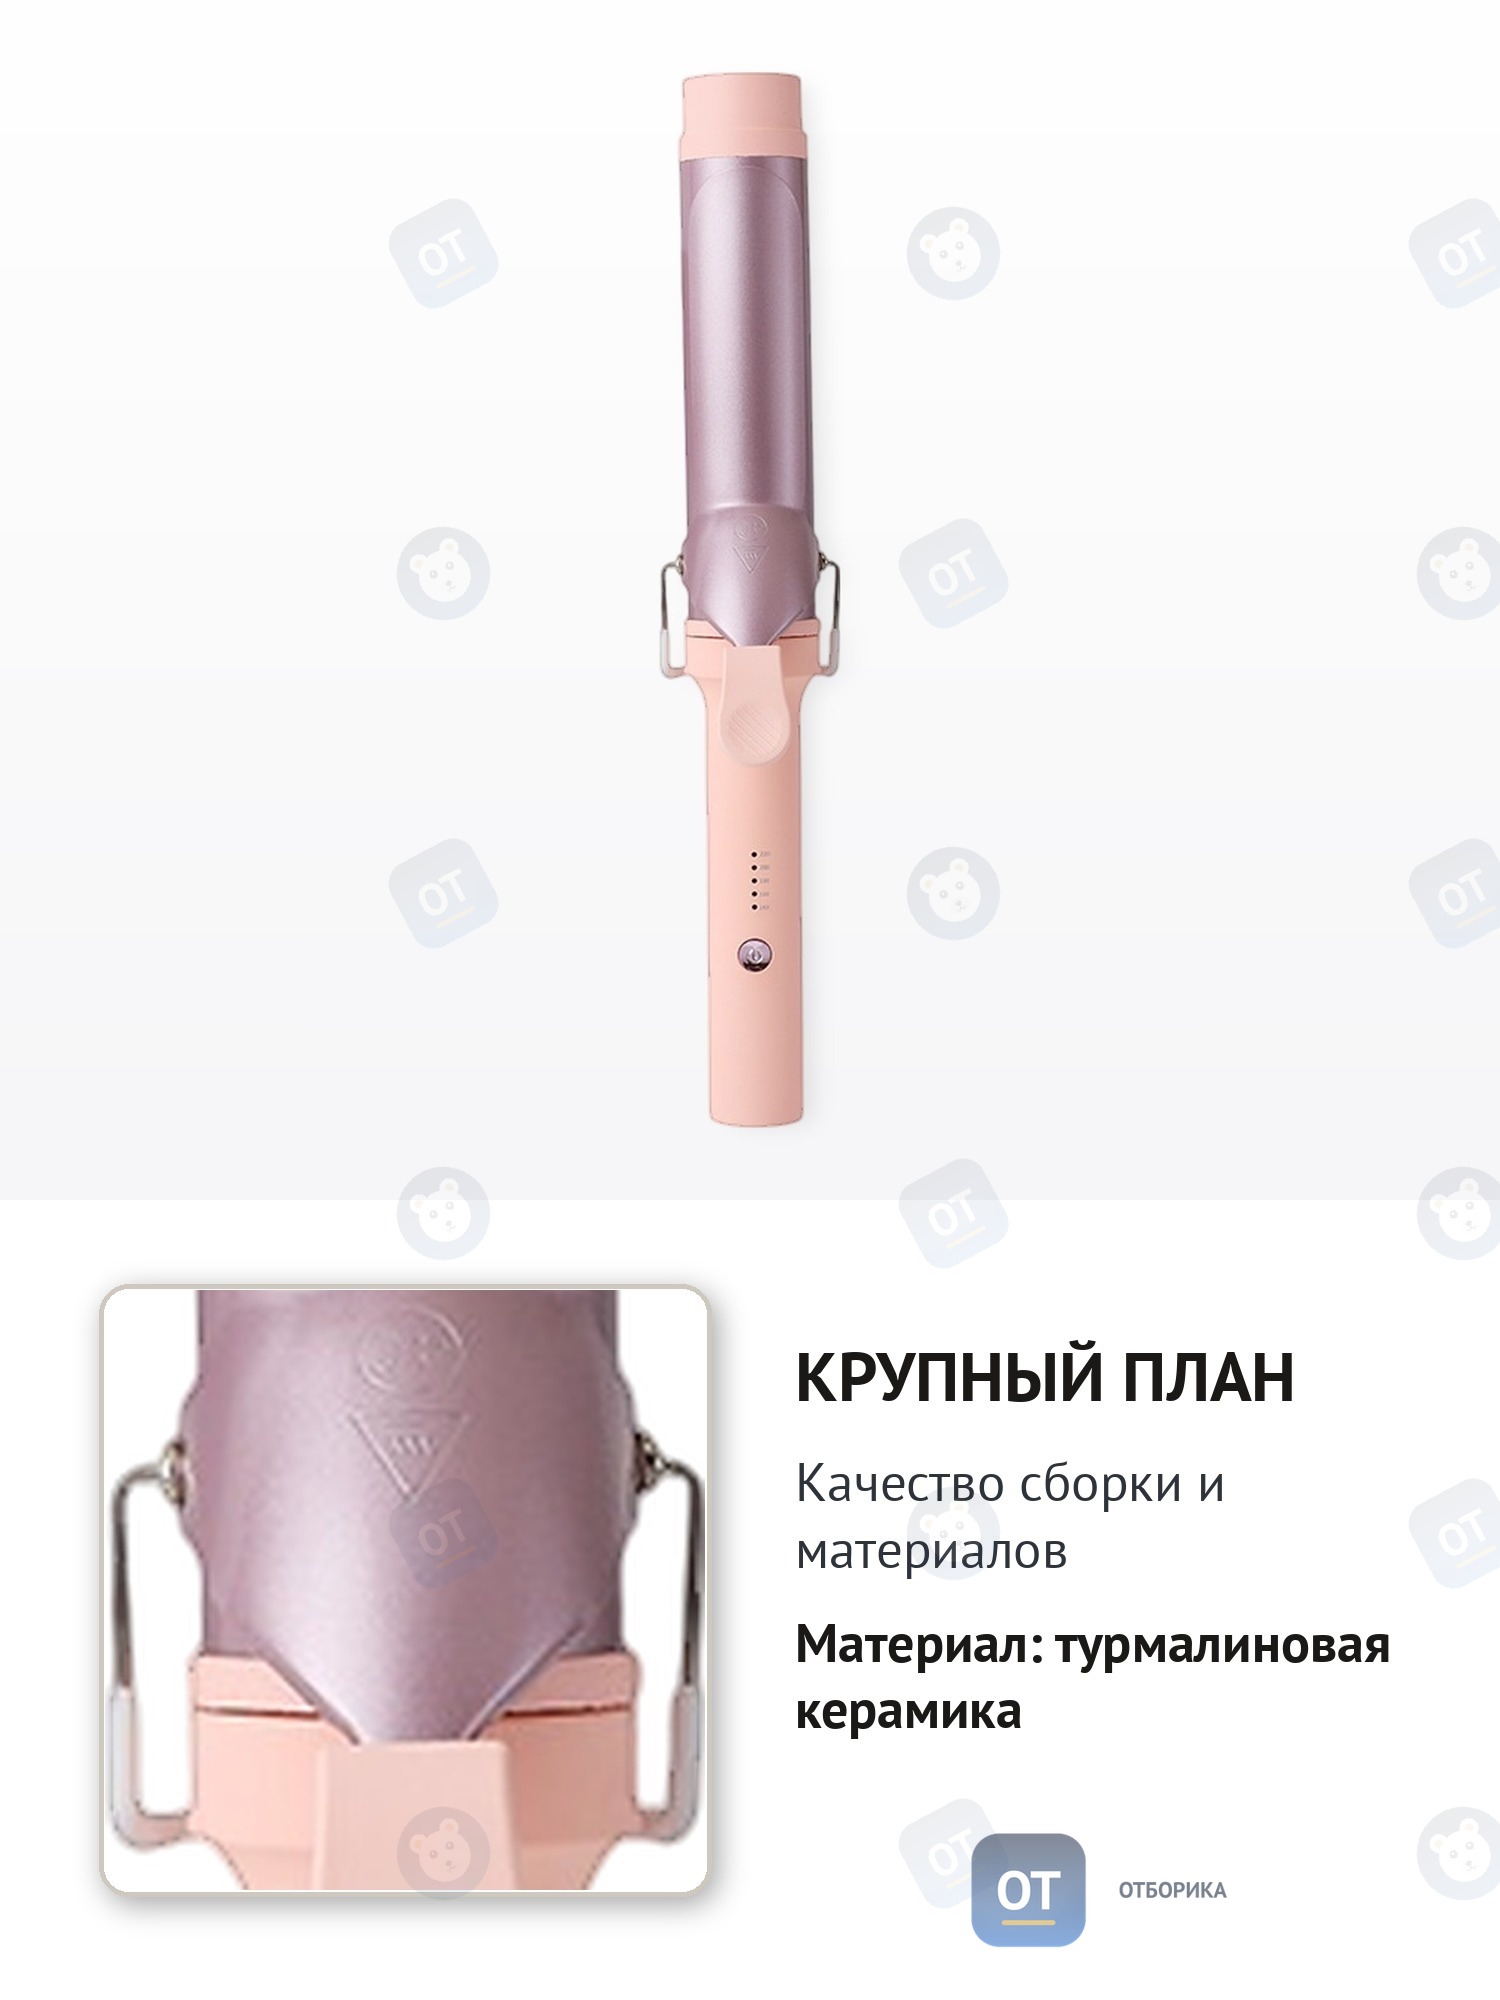 КРУПНЫЙ ПЛАН
Качество сборки и
материалов
Материал: турмалиновая
керамика
ОТ
ОТБОРИКА